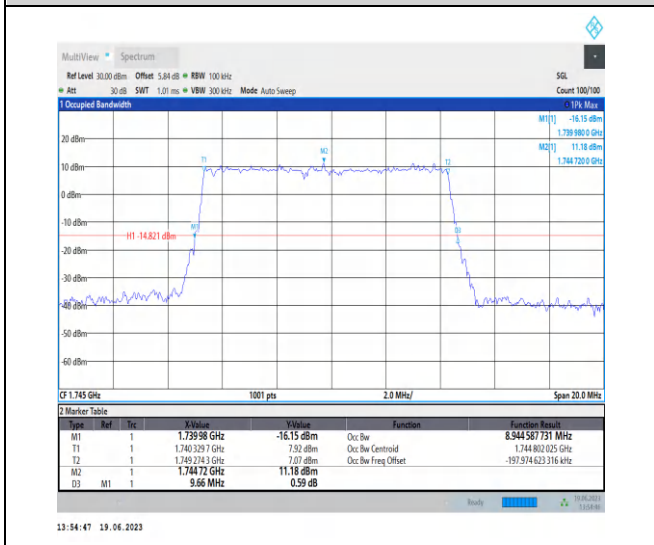 MultiView Spectrum
Ref Level 30.00 dBm Offset 5.84 dB RBW 100 kHz SGL
Att 30 dB SWT 1.01 ms VBW 300 kHz Mode Auto Sweep Count 100/100
1 Occupied Bandwidth 1Pk Max
M1[1] -16.15 dBm
1.739 980 0 GHz
M2[1] 11.18 dBm
1.744 720 0 GHz
20 dBm
M2
T1 T2
10 dBm
0 dBm
-10 dBm
M1 D3
H1 -14.821 dBm
-20 dBm
-30 dBm
-40 dBm
-50 dBm
-60 dBm
CF 1.745 GHz 1001 pts 2.0 MHz/ Span 20.0 MHz
2 Marker Table
Type Ref Trc X-Value Y-Value Function Function Result
M1 1 1.739 98 GHz -16.15 dBm Occ Bw 8.944 587 731 MHz
T1 1 1.740 329 7 GHz 7.92 dBm Occ Bw Centroid 1.744 802 025 GHz
T2 1 1.749 274 3 GHz 7.07 dBm Occ Bw Freq Offset -197.974 623 316 kHz
M2 1 1.744 72 GHz 11.18 dBm
D3 M1 1 9.66 MHz 0.59 dB
Ready 19.06.2023
13:54:46
13:54:47 19.06.2023